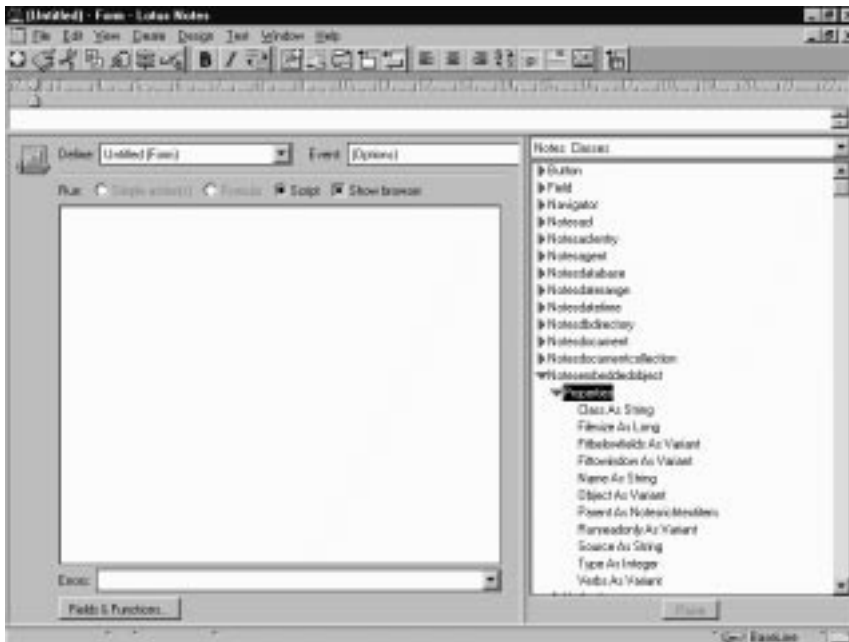 (Untitled) - Form - Lotus Notes
File Edit View Create Design Text Window Help
Define: Untitled (Form) Event: (Options)
Run: Simple action(s) Formula Script Show browser
Errors:
Fields & Functions...
Notes: Classes
Button
Field
Navigator
Notesacl
Notesaclentry
Notesagent
Notesdatabase
Notesdaterange
Notesdatetime
Notesdbdirectory
Notesdocument
Notesdocumentcollection
Notesembeddedobject
Properties
Class As String
Filesize As Long
Fitbelowfields As Variant
Fittowindow As Variant
Name As String
Object As Variant
Parent As Notesrichtextitem
Runreadonly As Variant
Source As String
Type As Integer
Verbs As Variant
Paste